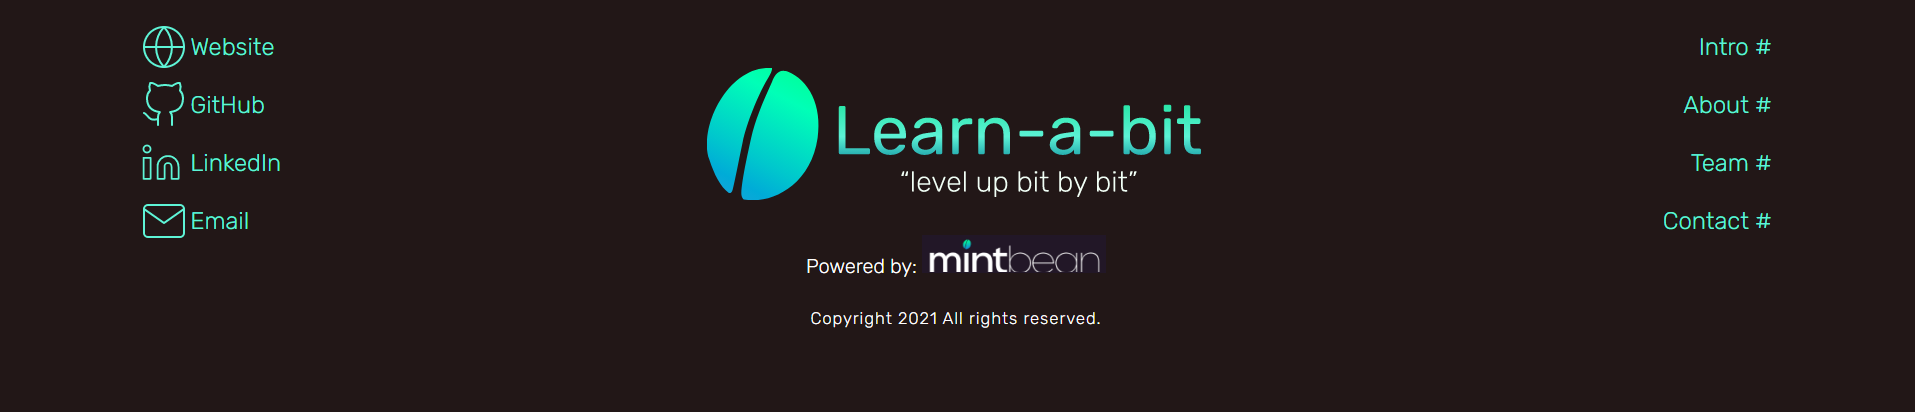 Website
GitHub
LinkedIn
Email
Learn-a-bit
“level up bit by bit”
Powered by: mintbean
Copyright 2021 All rights reserved.
Intro #
About #
Team #
Contact #